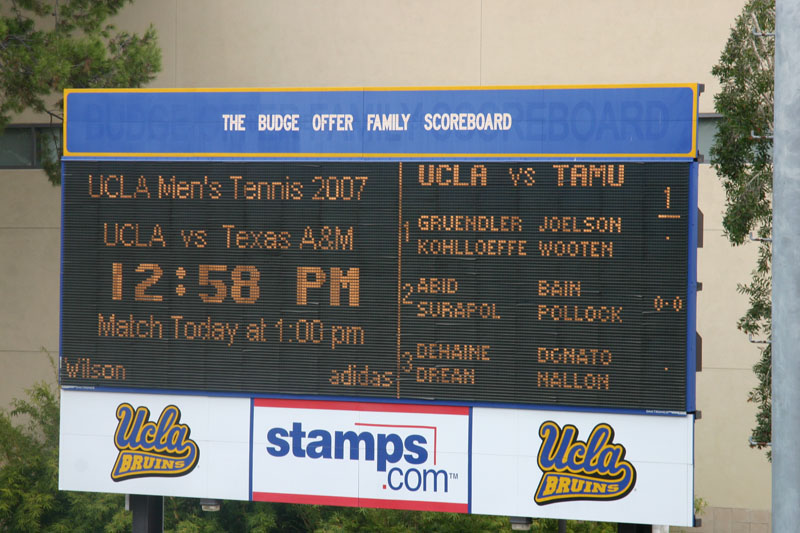 THE BUDGE OFFER FAMILY SCOREBOARD
UCLA Men's Tennis 2007
UCLA vs Texas A&M
12:58 PM
Match Today at 1:00 pm
Wilson
adidas
UCLA vs TAMU
1
1 GRUENDLER JOELSON
KOHLLOEFFE WOOTEN
2 ABID BAIN
SURAPOL POLLOCK
0-0
3 DEHAINE DONATO
DREAN MALLON
Ucla BRUINS
stamps.com™
Ucla BRUINS